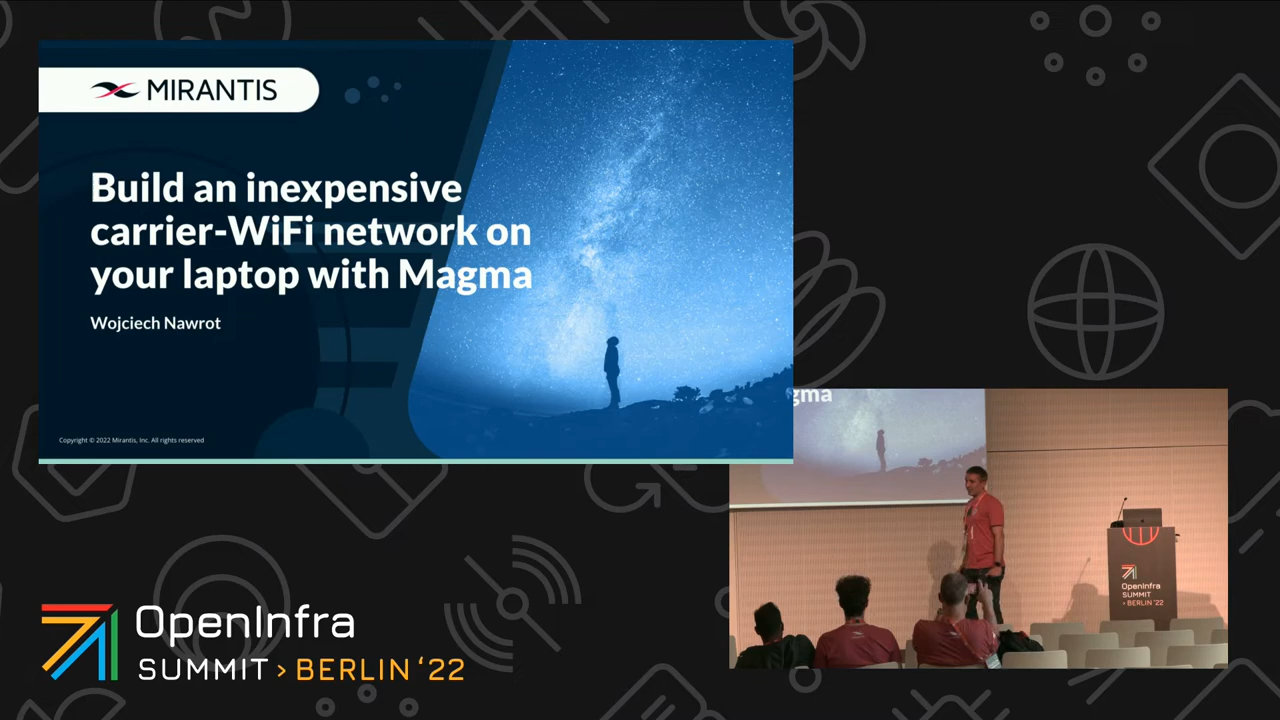 MIRANTIS
Build an inexpensive
carrier-WiFi network on
your laptop with Magma
Wojciech Nawrot
Copyright © 2022 Mirantis, Inc. All rights reserved
gma
OpenInfra
SUMMIT
> BERLIN '22
OpenInfra
SUMMIT > BERLIN '22